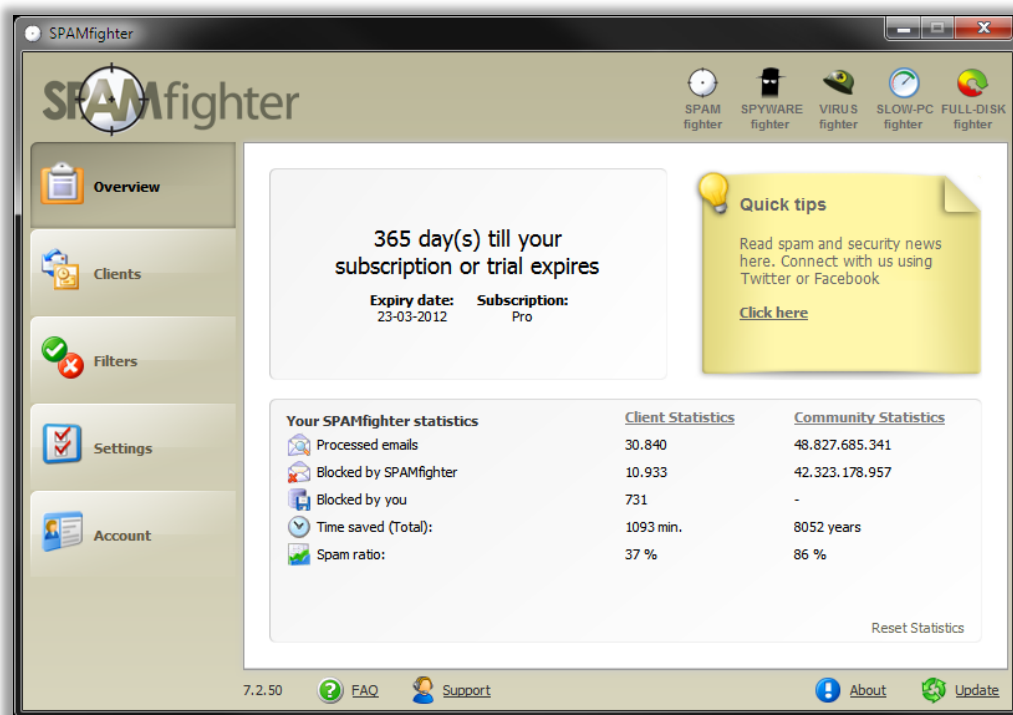 SPAMfighter
SPAMfighter
SPAM fighter
SPYWARE fighter
VIRUS fighter
SLOW-PC fighter
FULL-DISK fighter
Overview
Clients
Filters
Settings
Account
365 day(s) till your
subscription or trial expires
Expiry date: Subscription:
23-03-2012 Pro
Quick tips
Read spam and security news
here. Connect with us using
Twitter or Facebook
Click here
Your SPAMfighter statistics Client Statistics Community Statistics
Processed emails 30.840 48.827.685.341
Blocked by SPAMfighter 10.933 42.323.178.957
Blocked by you 731 -
Time saved (Total): 1093 min. 8052 years
Spam ratio: 37 % 86 %
Reset Statistics
7.2.50 FAQ Support About Update